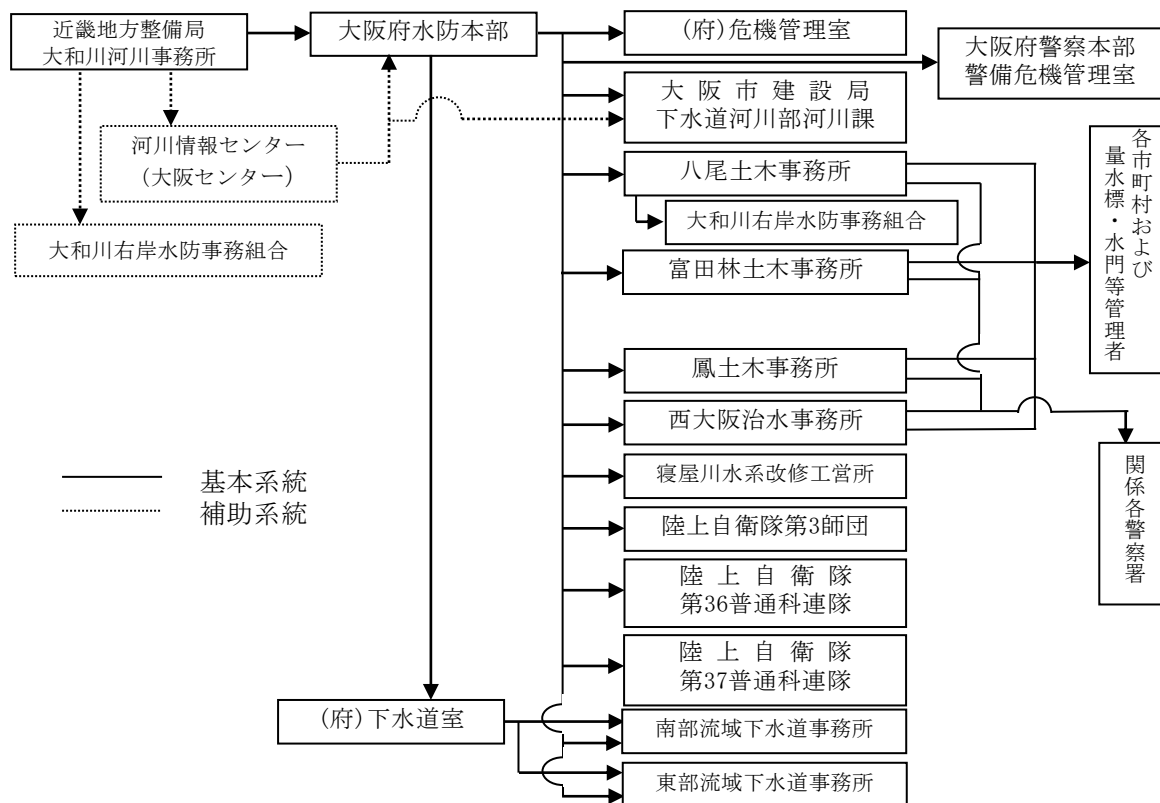 近畿地方整備局
大和川河川事務所
大阪府水防本部
(府)危機管理室
大阪府警察本部
警備危機管理室
大阪市建設局
下水道河川部河川課
河川情報センター
(大阪センター)
大和川右岸水防事務組合
八尾土木事務所
大和川右岸水防事務組合
富田林土木事務所
各市町村および
量水標・水門等管理者
鳳土木事務所
西大阪治水事務所
寝屋川水系改修工営所
陸上自衛隊第3師団
陸上自衛隊
第36普通科連隊
陸上自衛隊
第37普通科連隊
関係各警察署
基本系統
補助系統
(府)下水道室
南部流域下水道事務所
東部流域下水道事務所